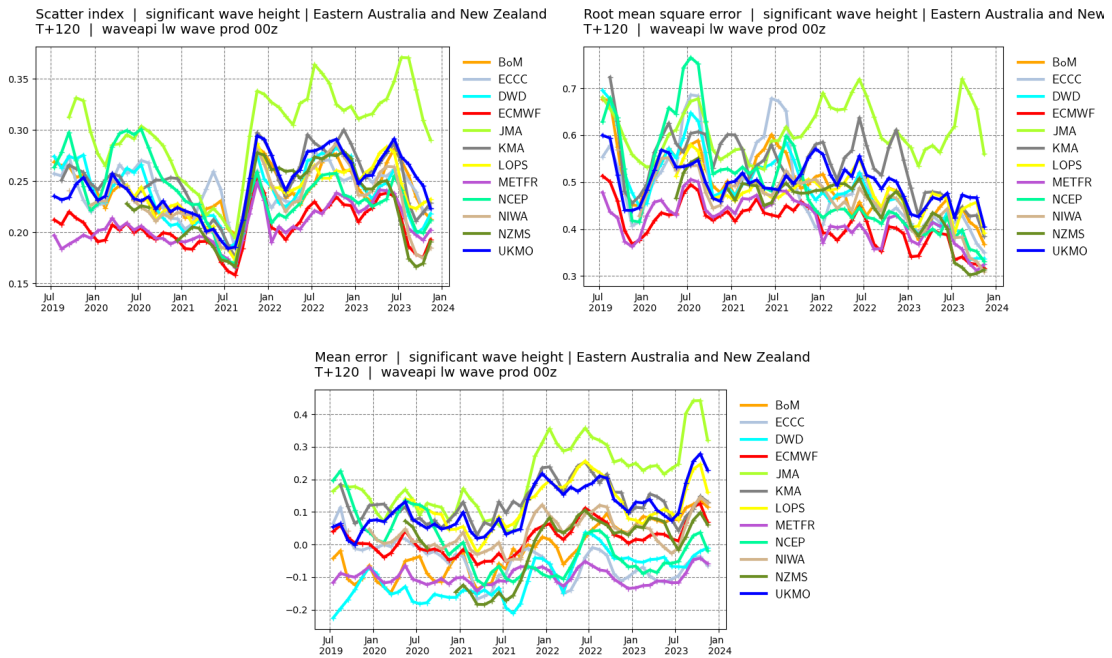 Scatter index | significant wave height | Eastern Australia and New Zealand
T+120 | waveapi lw wave prod 00z
0.35
0.30
0.25
0.20
0.15
Jul 2019
Jan 2020
Jul 2020
Jan 2021
Jul 2021
Jan 2022
Jul 2022
Jan 2023
Jul 2023
Jan 2024
BoM
ECCC
DWD
ECMWF
JMA
KMA
LOPS
METFR
NCEP
NIWA
NZMS
UKMO
Root mean square error | significant wave height | Eastern Australia and New
T+120 | waveapi lw wave prod 00z
0.7
0.6
0.5
0.4
0.3
Jul 2019
Jan 2020
Jul 2020
Jan 2021
Jul 2021
Jan 2022
Jul 2022
Jan 2023
Jul 2023
Jan 2024
BoM
ECCC
DWD
ECMWF
JMA
KMA
LOPS
METFR
NCEP
NIWA
NZMS
UKMO
Mean error | significant wave height | Eastern Australia and New Zealand
T+120 | waveapi lw wave prod 00z
0.4
0.3
0.2
0.1
0.0
−0.1
−0.2
Jul 2019
Jan 2020
Jul 2020
Jan 2021
Jul 2021
Jan 2022
Jul 2022
Jan 2023
Jul 2023
Jan 2024
BoM
ECCC
DWD
ECMWF
JMA
KMA
LOPS
METFR
NCEP
NIWA
NZMS
UKMO